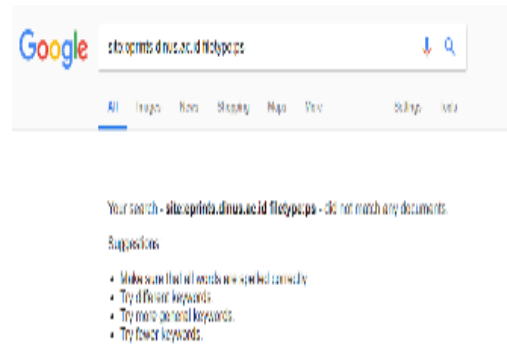 Google
site:eprints.dinus.ac.id filetype:ps
All Images News Shopping Maps More Settings Tools
Your search - site:eprints.dinus.ac.id filetype:ps - did not match any documents.
Suggestions
• Make sure that all words are spelled correctly
• Try different keywords.
• Try more general keywords.
• Try fewer keywords.